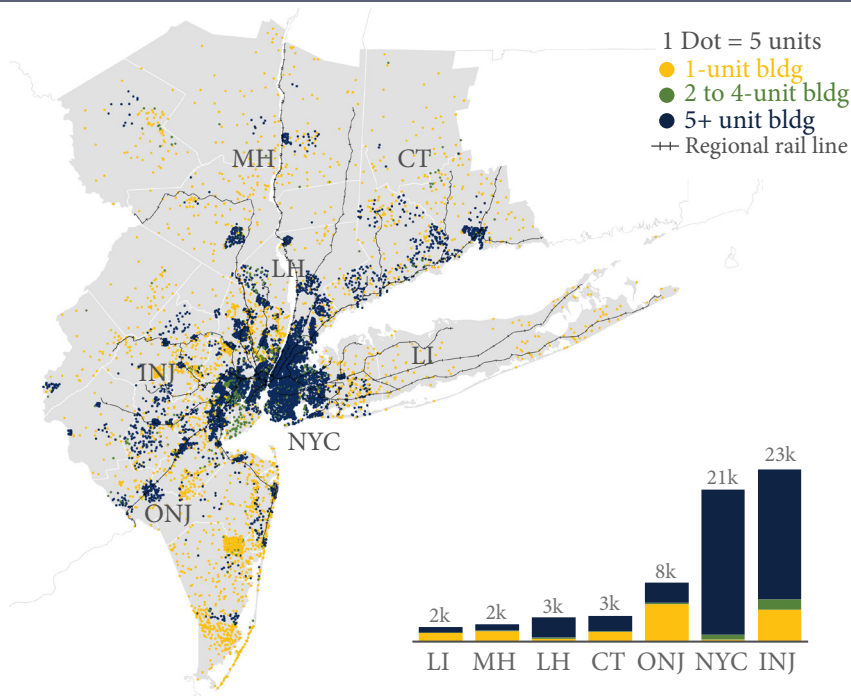 1 Dot = 5 units
1-unit bldg
2 to 4-unit bldg
5+ unit bldg
Regional rail line
MH
CT
LH
LI
INJ
NYC
ONJ
23k
21k
8k
3k
3k
2k
2k
LI MH LH CT ONJ NYC INJ